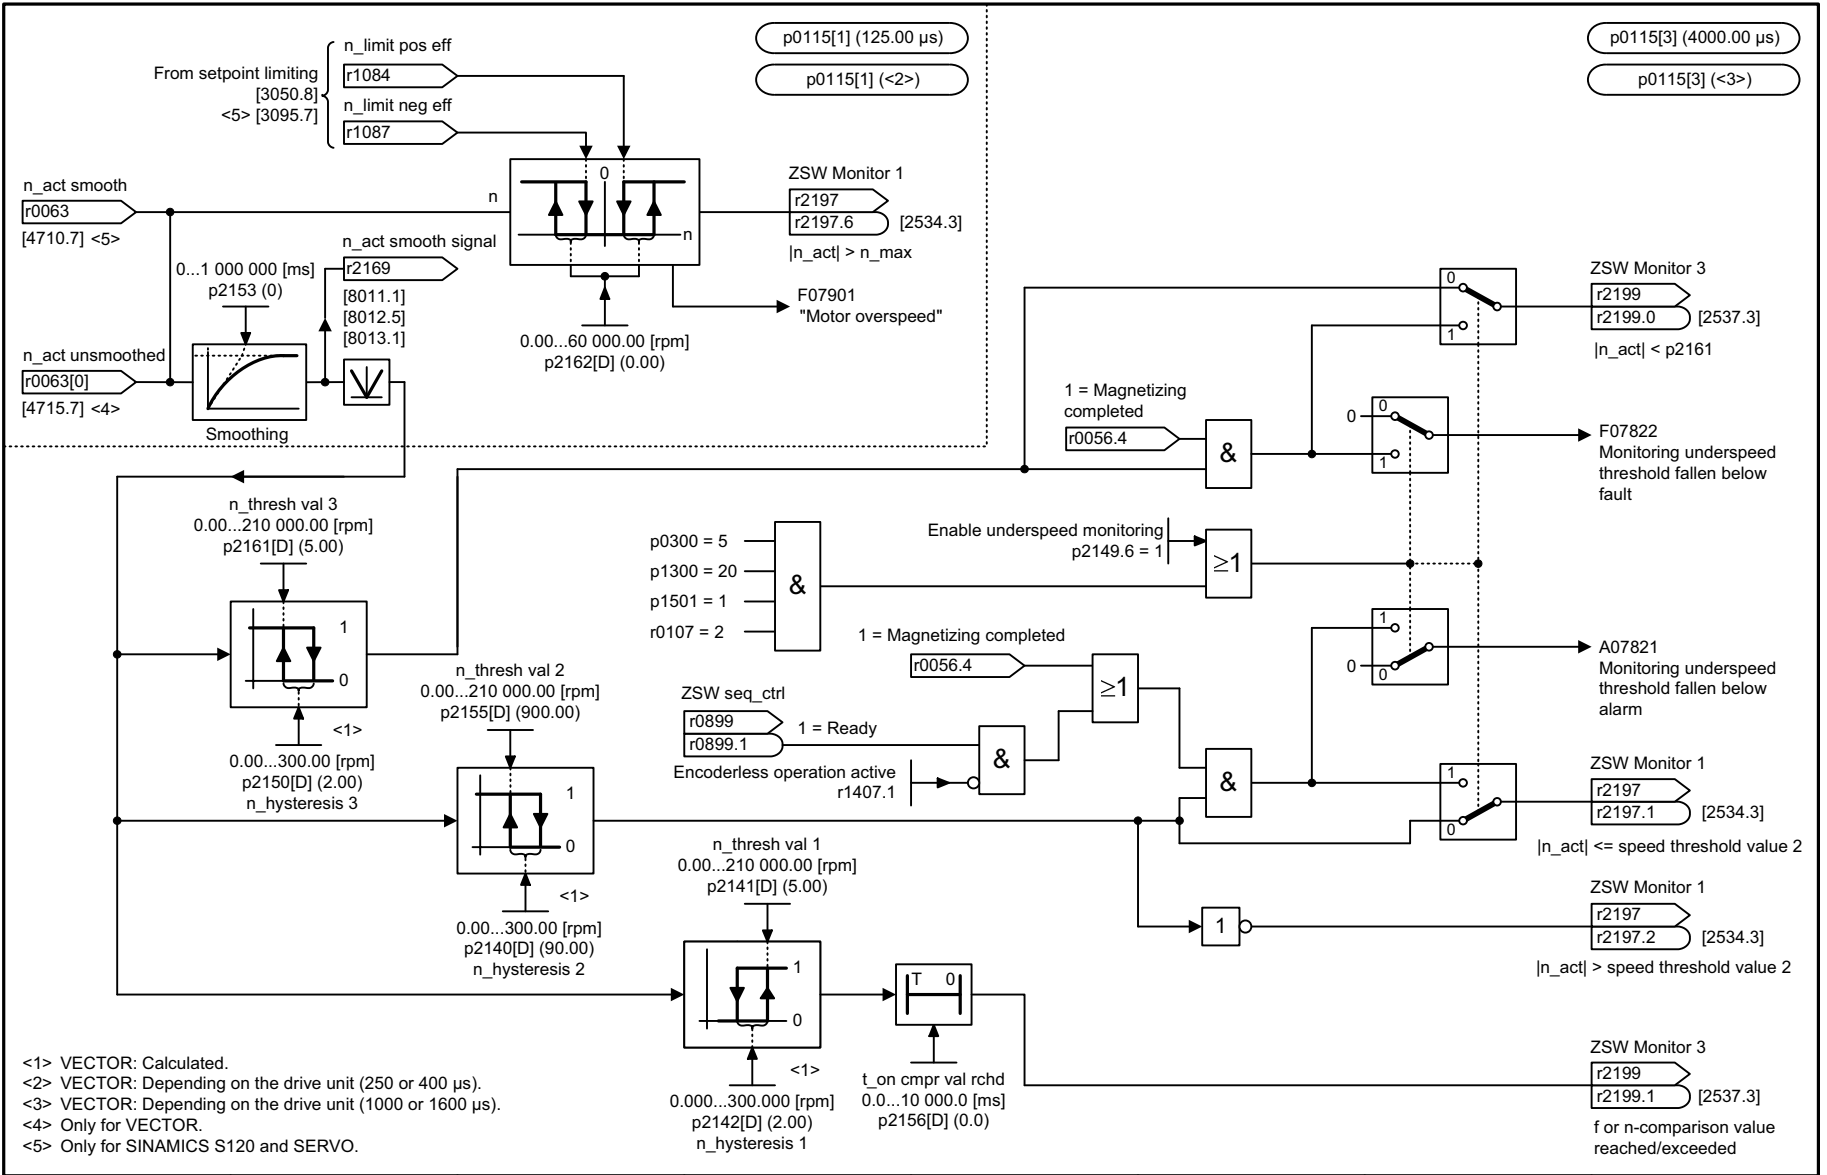 p0115[1] (125.00 µs)
p0115[1] (<2>)
p0115[3] (4000.00 µs)
p0115[3] (<3>)
From setpoint limiting
[3050.8]
<5> [3095.7]
n_limit pos eff
r1084
n_limit neg eff
r1087
n_act smooth
r0063
[4710.7] <5>
n
0
n
ZSW Monitor 1
r2197
r2197.6
[2534.3]
|n_act| > n_max
F07901
"Motor overspeed"
0.00...60 000.00 [rpm]
p2162[D] (0.00)
n_act smooth signal
r2169
[8011.1]
[8012.5]
[8013.1]
0...1 000 000 [ms]
p2153 (0)
n_act unsmoothed
r0063[0]
[4715.7] <4>
Smoothing
0
1
ZSW Monitor 3
r2199
r2199.0
[2537.3]
|n_act| < p2161
1 = Magnetizing
completed
r0056.4
&
0
0
1
F07822
Monitoring underspeed
threshold fallen below
fault
n_thresh val 3
0.00...210 000.00 [rpm]
p2161[D] (5.00)
1
0
<1>
0.00...300.00 [rpm]
p2150[D] (2.00)
n_hysteresis 3
p0300 = 5
p1300 = 20
p1501 = 1
r0107 = 2
&
Enable underspeed monitoring
p2149.6 = 1
≥1
1 = Magnetizing completed
r0056.4
≥1
ZSW seq_ctrl
r0899
r0899.1
1 = Ready
Encoderless operation active
r1407.1
&
&
1
0
0
A07821
Monitoring underspeed
threshold fallen below
alarm
n_thresh val 2
0.00...210 000.00 [rpm]
p2155[D] (900.00)
1
0
<1>
0.00...300.00 [rpm]
p2140[D] (90.00)
n_hysteresis 2
1
0
ZSW Monitor 1
r2197
r2197.1
[2534.3]
|n_act| <= speed threshold value 2
1
ZSW Monitor 1
r2197
r2197.2
[2534.3]
|n_act| > speed threshold value 2
n_thresh val 1
0.00...210 000.00 [rpm]
p2141[D] (5.00)
1
0
<1>
0.000...300.000 [rpm]
p2142[D] (2.00)
n_hysteresis 1
T 0
t_on cmpr val rchd
0.0...10 000.0 [ms]
p2156[D] (0.0)
ZSW Monitor 3
r2199
r2199.1
[2537.3]
f or n-comparison value
reached/exceeded
<1> VECTOR: Calculated.
<2> VECTOR: Depending on the drive unit (250 or 400 µs).
<3> VECTOR: Depending on the drive unit (1000 or 1600 µs).
<4> Only for VECTOR.
<5> Only for SINAMICS S120 and SERVO.